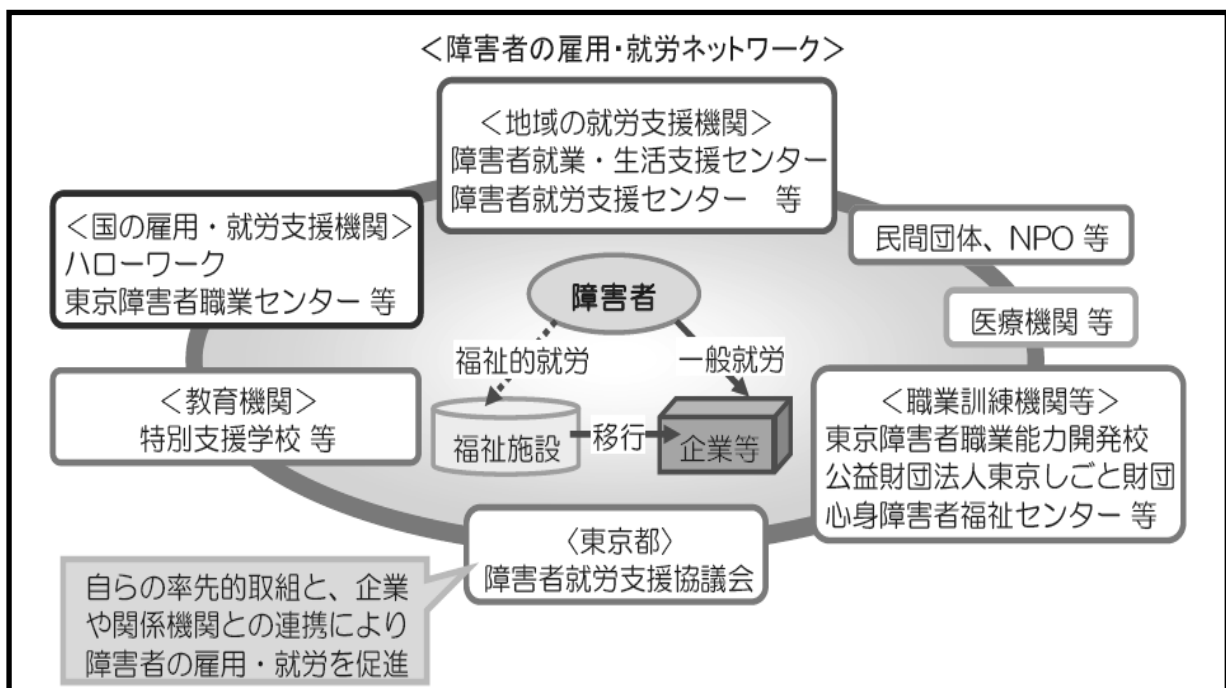 ＜障害者の雇用・就労ネットワーク＞
＜地域の就労支援機関＞
障害者就業・生活支援センター
障害者就労支援センター　等
＜国の雇用・就労支援機関＞
ハローワーク
東京障害者職業センター 等
民間団体、NPO 等
医療機関 等
障害者
福祉的就労
一般就労
＜教育機関＞
特別支援学校 等
福祉施設
移行
企業等
＜職業訓練機関等＞
東京障害者職業能力開発校
公益財団法人東京しごと財団
心身障害者福祉センター 等
〈東京都〉
障害者就労支援協議会
自らの率先的取組と、企業
や関係機関との連携により
障害者の雇用・就労を促進